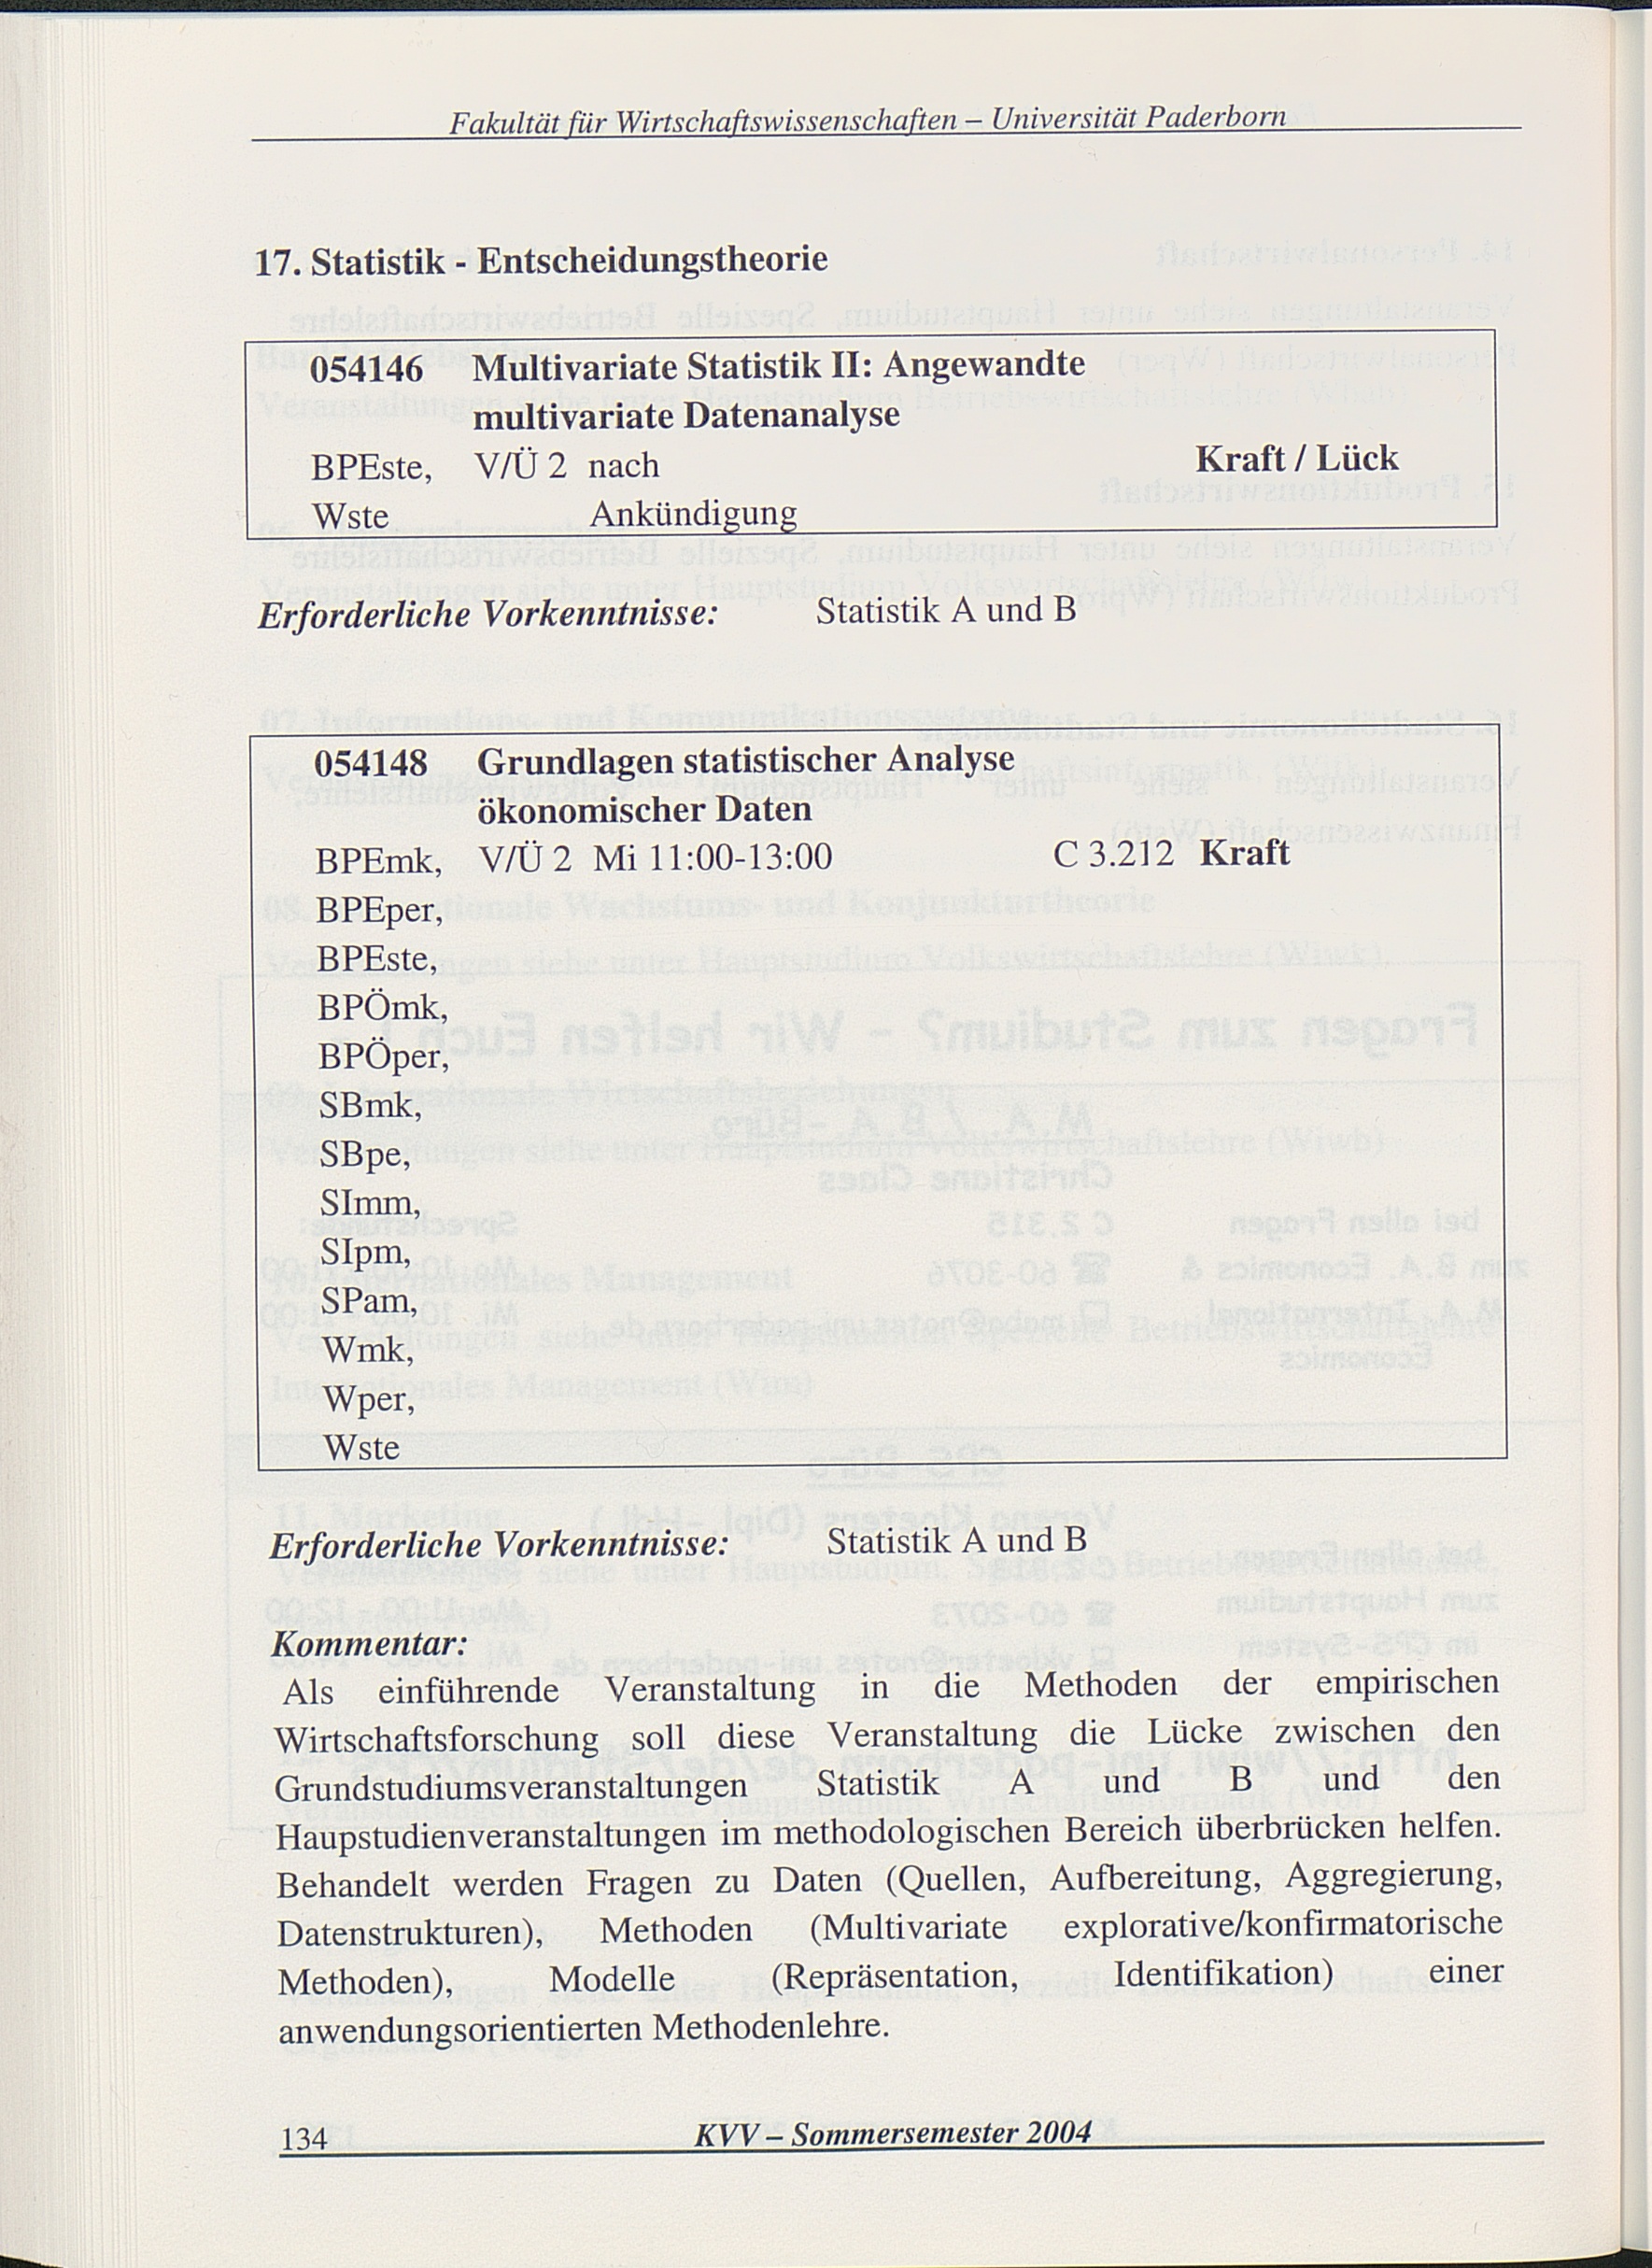 Fakultät für Wirtschaftswissenschaften – Universität Paderborn
17. Statistik - Entscheidungstheorie
054146 Multivariate Statistik II: Angewandte
multivariate Datenanalyse
BPEste, V/Ü 2 nach Kraft / Lück
Wste Ankündigung
Erforderliche Vorkenntnisse: Statistik A und B
054148 Grundlagen statistischer Analyse
ökonomischer Daten
BPEmk, V/Ü 2 Mi 11:00-13:00 C 3.212 Kraft
BPEper,
BPEste,
BPÖmk,
BPÖper,
SBmk,
SBpe,
SImm,
SIpm,
SPam,
Wmk,
Wper,
Wste
Erforderliche Vorkenntnisse: Statistik A und B
Kommentar:
Als einführende Veranstaltung in die Methoden der empirischen
Wirtschaftsforschung soll diese Veranstaltung die Lücke zwischen den
Grundstudiumsveranstaltungen Statistik A und B und den
Haupstudienveranstaltungen im methodologischen Bereich überbrücken helfen.
Behandelt werden Fragen zu Daten (Quellen, Aufbereitung, Aggregierung,
Datenstrukturen), Methoden (Multivariate explorative/konfirmatorische
Methoden), Modelle (Repräsentation, Identifikation) einer
anwendungsorientierten Methodenlehre.
134 KVV – Sommersemester 2004